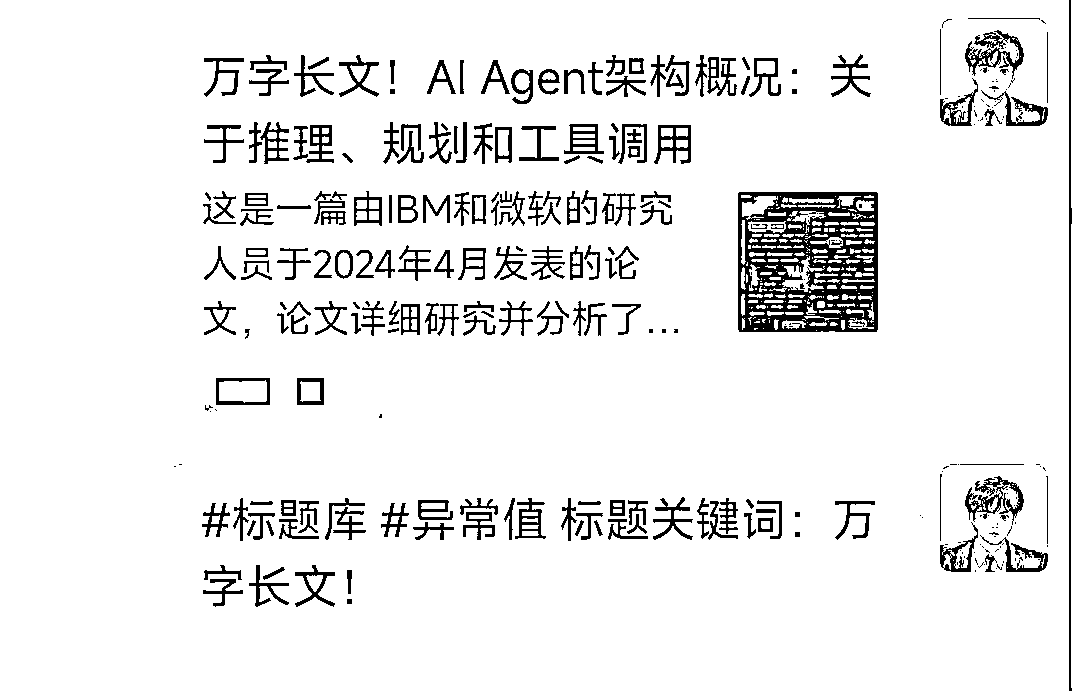 万字长文！AI Agent架构概况：关
于推理、规划和工具调用
这是一篇由IBM和微软的研究
人员于2024年4月发表的论
文，论文详细研究并分析了...
#标题库 #异常值 标题关键词：万
字长文！